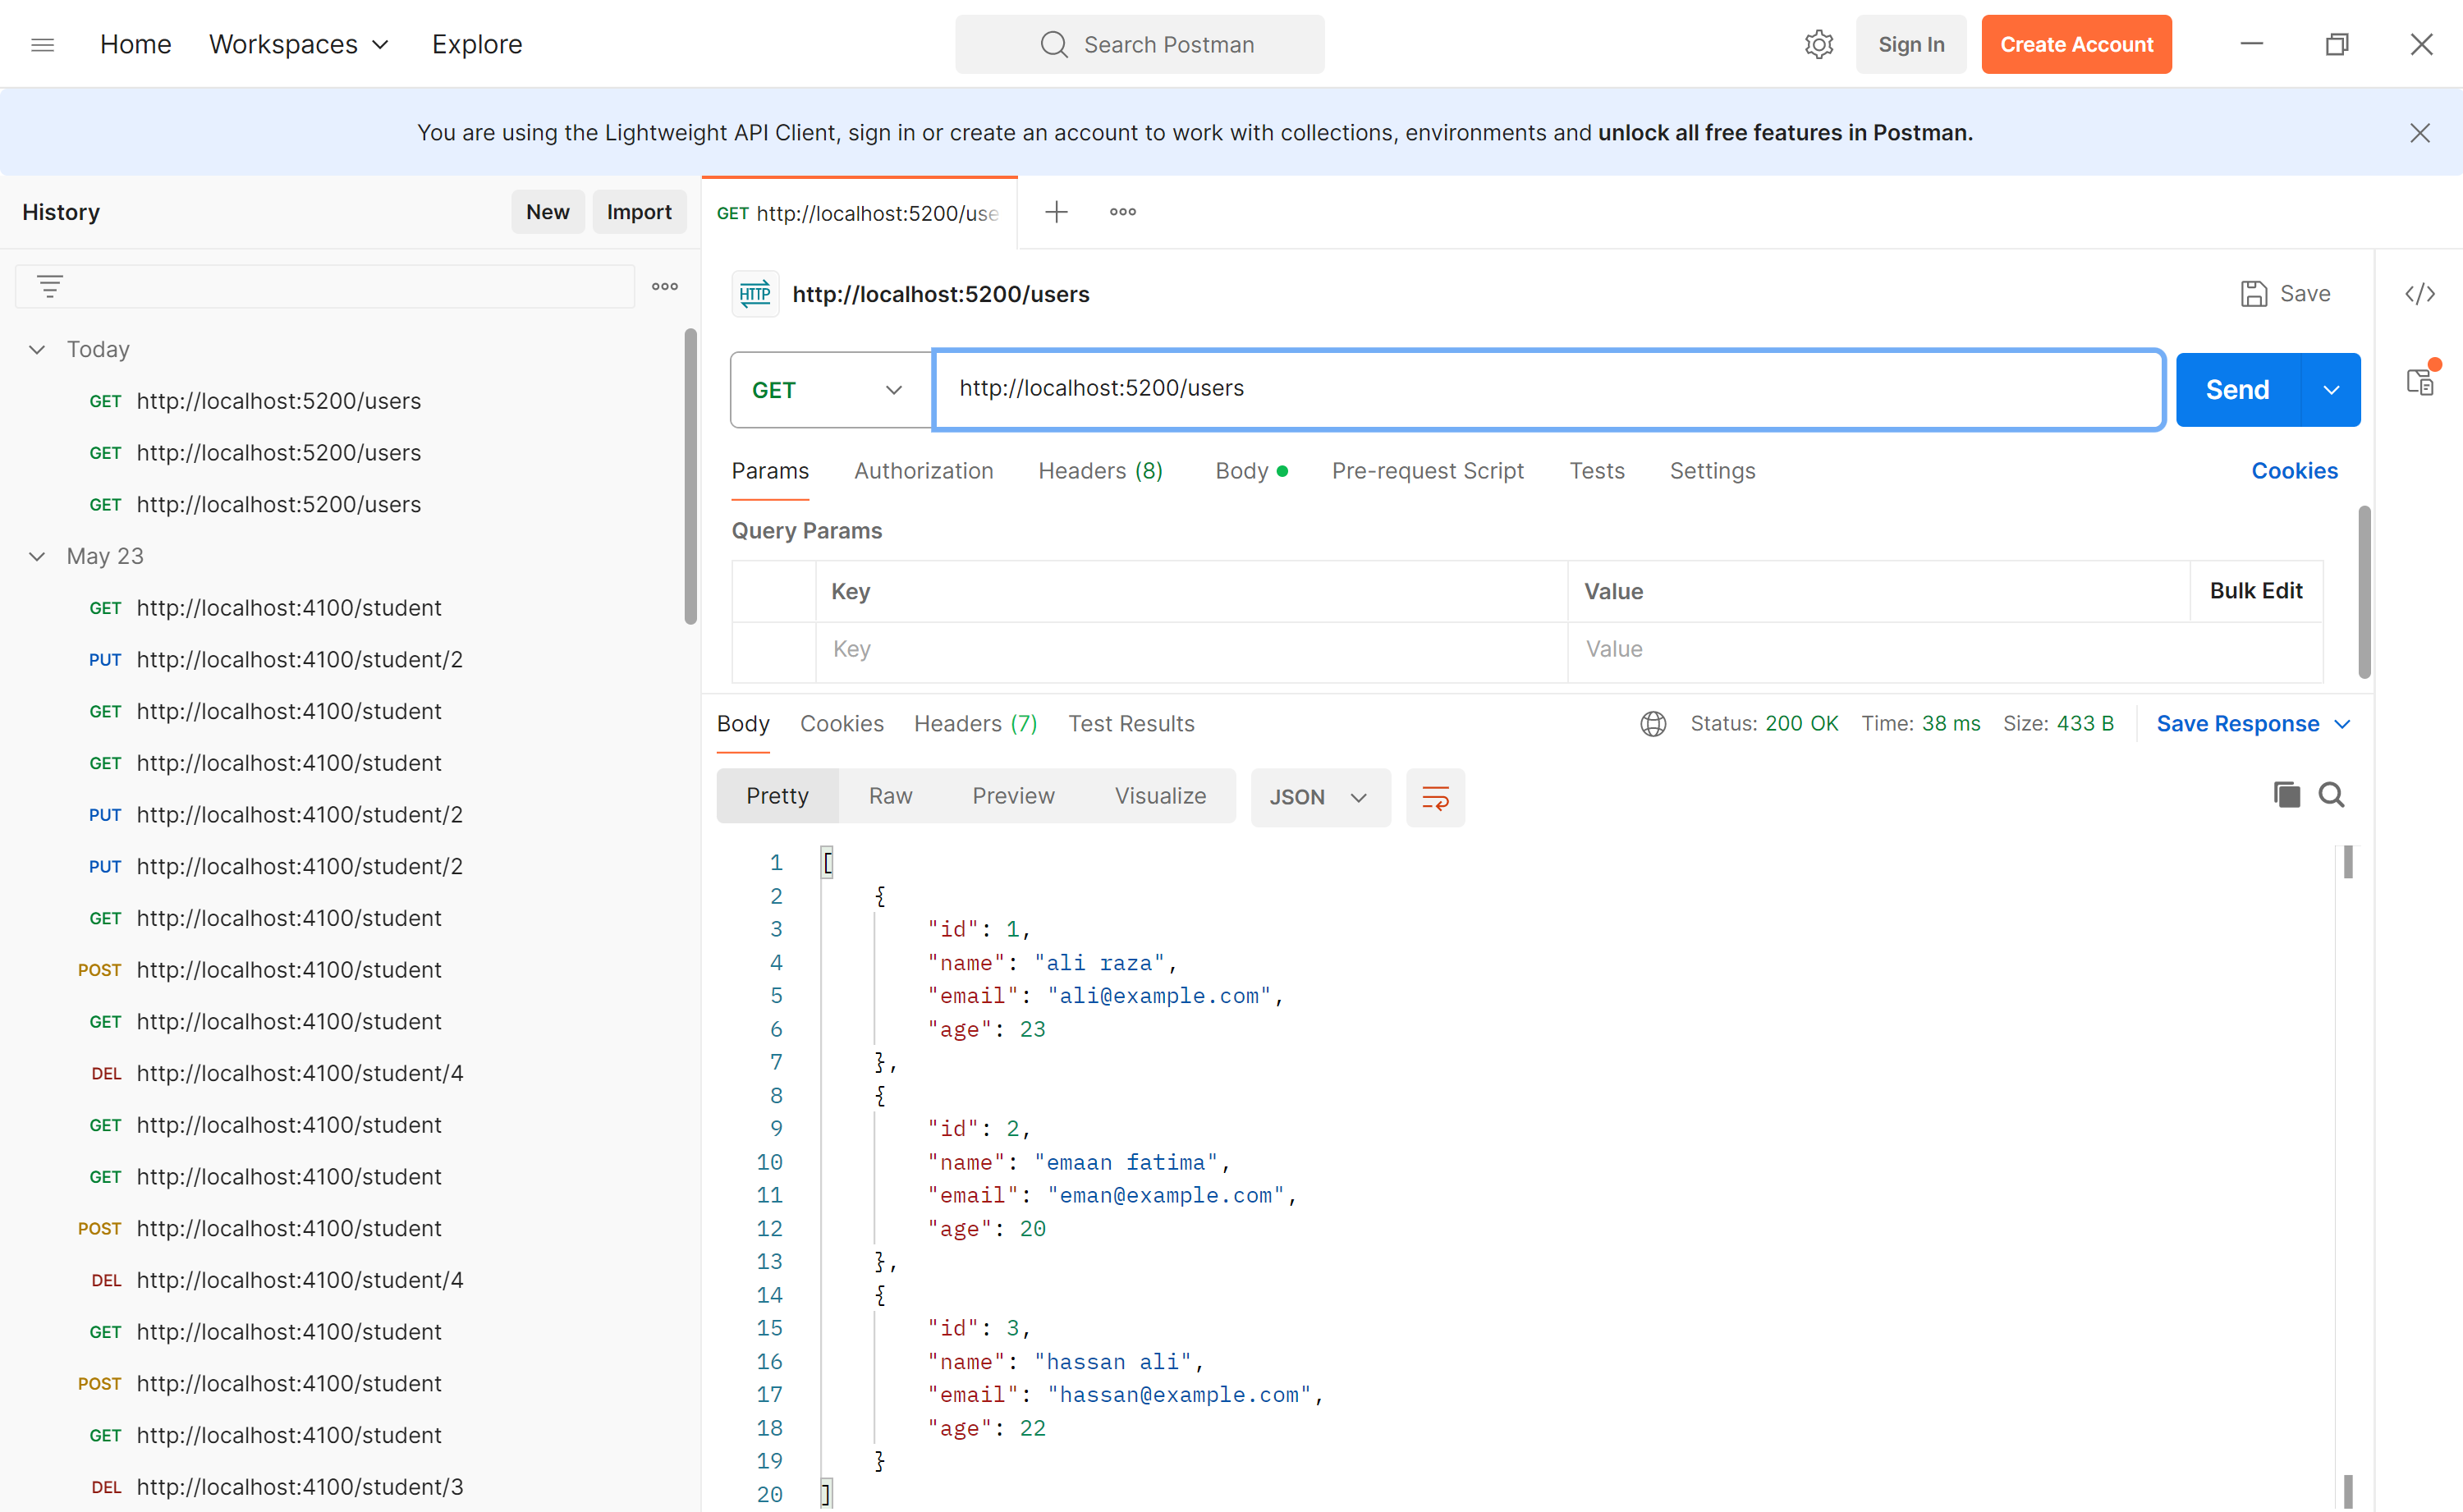 Home Workspaces Explore Search Postman Sign In Create Account
You are using the Lightweight API Client, sign in or create an account to work with collections, environments and unlock all free features in Postman.
History New Import
Today
GET http://localhost:5200/users
GET http://localhost:5200/users
GET http://localhost:5200/users
May 23
GET http://localhost:4100/student
PUT http://localhost:4100/student/2
GET http://localhost:4100/student
GET http://localhost:4100/student
PUT http://localhost:4100/student/2
PUT http://localhost:4100/student/2
GET http://localhost:4100/student
POST http://localhost:4100/student
GET http://localhost:4100/student
DEL http://localhost:4100/student/4
GET http://localhost:4100/student
GET http://localhost:4100/student
POST http://localhost:4100/student
DEL http://localhost:4100/student/4
GET http://localhost:4100/student
POST http://localhost:4100/student
GET http://localhost:4100/student
DEL http://localhost:4100/student/3
GET http://localhost:5200/use
HTTP http://localhost:5200/users Save
GET http://localhost:5200/users Send
Params Authorization Headers (8) Body Pre-request Script Tests Settings Cookies
Query Params
Key Value Bulk Edit
Key Value
Body Cookies Headers (7) Test Results Status: 200 OK Time: 38 ms Size: 433 B Save Response
Pretty Raw Preview Visualize JSON
1 [
2 {
3 "id": 1,
4 "name": "ali raza",
5 "email": "ali@example.com",
6 "age": 23
7 },
8 {
9 "id": 2,
10 "name": "emaan fatima",
11 "email": "eman@example.com",
12 "age": 20
13 },
14 {
15 "id": 3,
16 "name": "hassan ali",
17 "email": "hassan@example.com",
18 "age": 22
19 }
20 ]